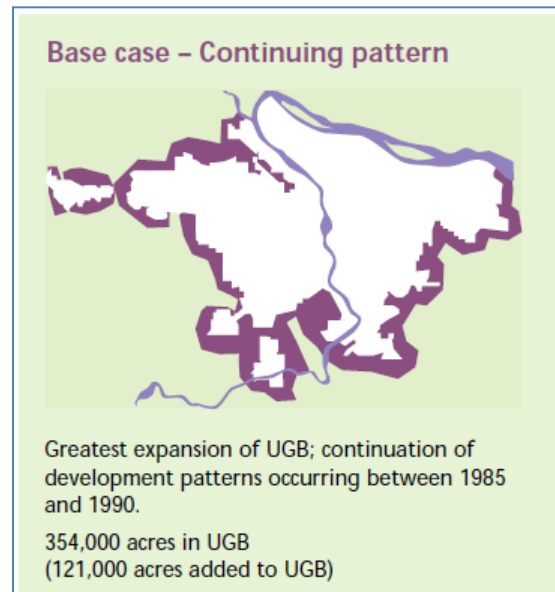 Base case – Continuing pattern
Greatest expansion of UGB; continuation of
development patterns occurring between 1985
and 1990.
354,000 acres in UGB
(121,000 acres added to UGB)